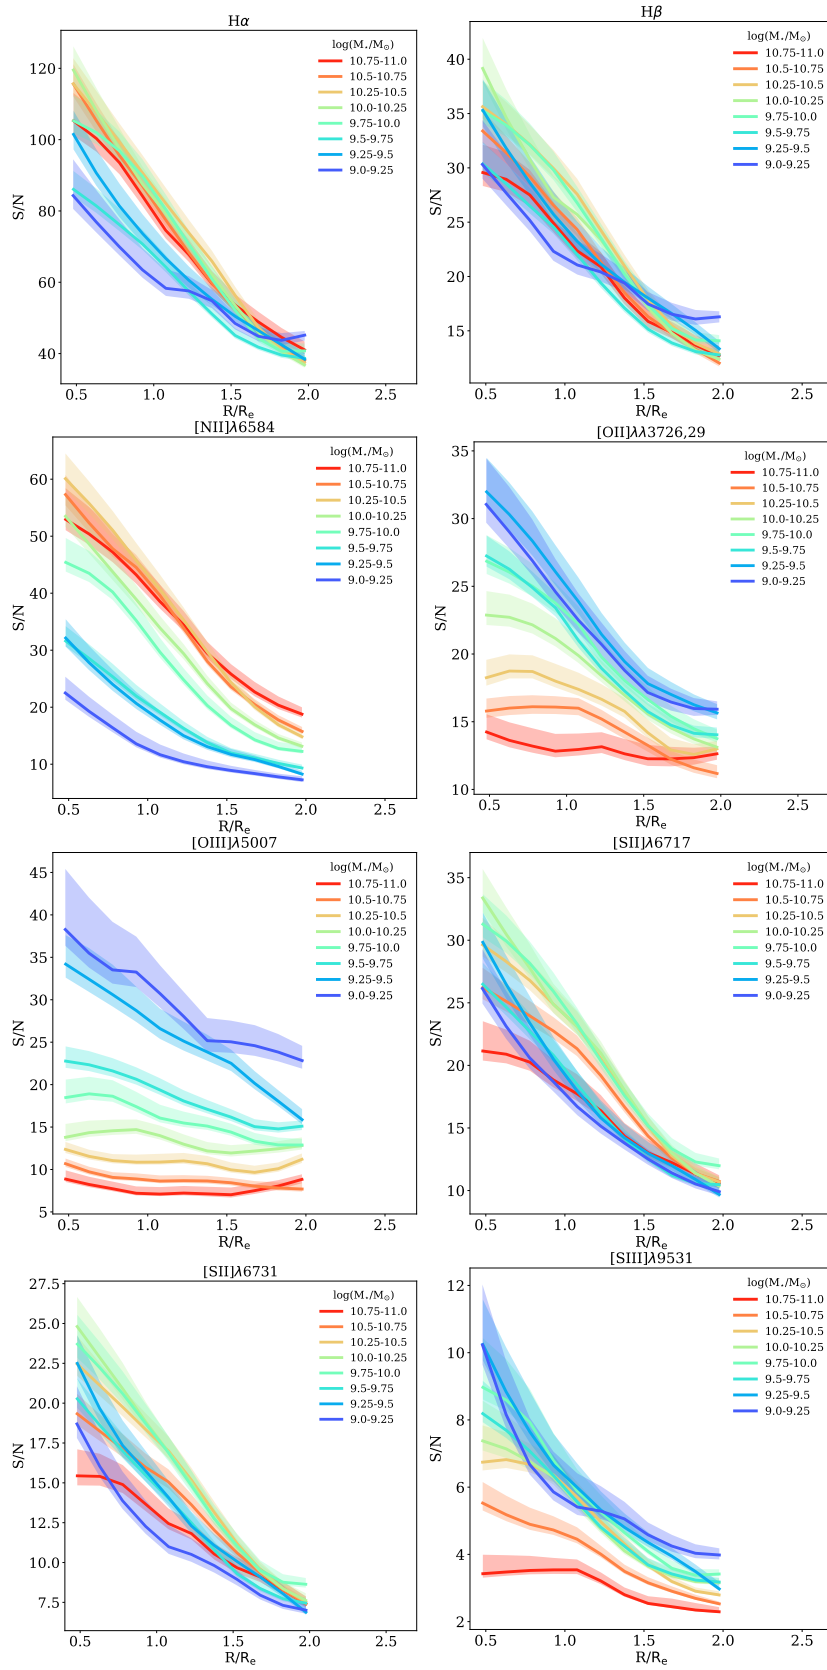 Hα
S/N
120
100
80
60
40
0.5 1.0 1.5 2.0 2.5
R/Re
log(M⋆/M⊙)
10.75-11.0
10.5-10.75
10.25-10.5
10.0-10.25
9.75-10.0
9.5-9.75
9.25-9.5
9.0-9.25
Hβ
S/N
40
35
30
25
20
15
0.5 1.0 1.5 2.0 2.5
R/Re
log(M⋆/M⊙)
10.75-11.0
10.5-10.75
10.25-10.5
10.0-10.25
9.75-10.0
9.5-9.75
9.25-9.5
9.0-9.25
[NII]λ6584
S/N
60
50
40
30
20
10
0.5 1.0 1.5 2.0 2.5
R/Re
log(M⋆/M⊙)
10.75-11.0
10.5-10.75
10.25-10.5
10.0-10.25
9.75-10.0
9.5-9.75
9.25-9.5
9.0-9.25
[OII]λλ3726,29
S/N
35
30
25
20
15
10
0.5 1.0 1.5 2.0 2.5
R/Re
log(M⋆/M⊙)
10.75-11.0
10.5-10.75
10.25-10.5
10.0-10.25
9.75-10.0
9.5-9.75
9.25-9.5
9.0-9.25
[OIII]λ5007
S/N
45
40
35
30
25
20
15
10
5
0.5 1.0 1.5 2.0 2.5
R/Re
log(M⋆/M⊙)
10.75-11.0
10.5-10.75
10.25-10.5
10.0-10.25
9.75-10.0
9.5-9.75
9.25-9.5
9.0-9.25
[SII]λ6717
S/N
35
30
25
20
15
10
0.5 1.0 1.5 2.0 2.5
R/Re
log(M⋆/M⊙)
10.75-11.0
10.5-10.75
10.25-10.5
10.0-10.25
9.75-10.0
9.5-9.75
9.25-9.5
9.0-9.25
[SII]λ6731
S/N
27.5
25.0
22.5
20.0
17.5
15.0
12.5
10.0
7.5
0.5 1.0 1.5 2.0 2.5
R/Re
log(M⋆/M⊙)
10.75-11.0
10.5-10.75
10.25-10.5
10.0-10.25
9.75-10.0
9.5-9.75
9.25-9.5
9.0-9.25
[SIII]λ9531
S/N
12
10
8
6
4
2
0.5 1.0 1.5 2.0 2.5
R/Re
log(M⋆/M⊙)
10.75-11.0
10.5-10.75
10.25-10.5
10.0-10.25
9.75-10.0
9.5-9.75
9.25-9.5
9.0-9.25